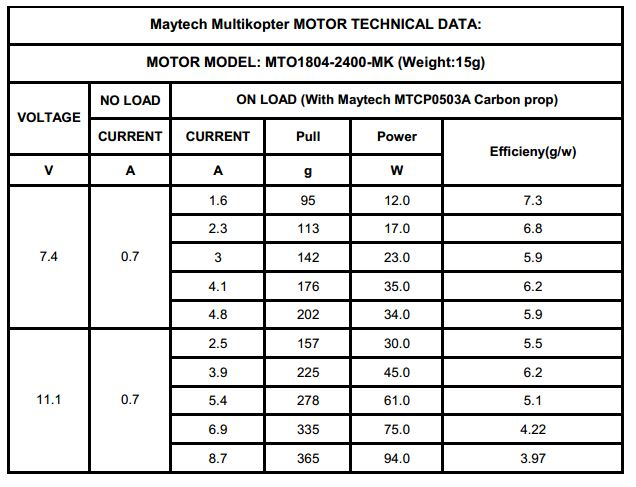 Maytech Multikopter MOTOR TECHNICAL DATA:
MOTOR MODEL: MTO1804-2400-MK (Weight:15g)
VOLTAGE NO LOAD ON LOAD (With Maytech MTCP0503A Carbon prop)
CURRENT CURRENT Pull Power Efficieny(g/w)
V A A g W
7.4 0.7
1.6 95 12.0 7.3
2.3 113 17.0 6.8
3 142 23.0 5.9
4.1 176 35.0 6.2
4.8 202 34.0 5.9
11.1 0.7
2.5 157 30.0 5.5
3.9 225 45.0 6.2
5.4 278 61.0 5.1
6.9 335 75.0 4.22
8.7 365 94.0 3.97